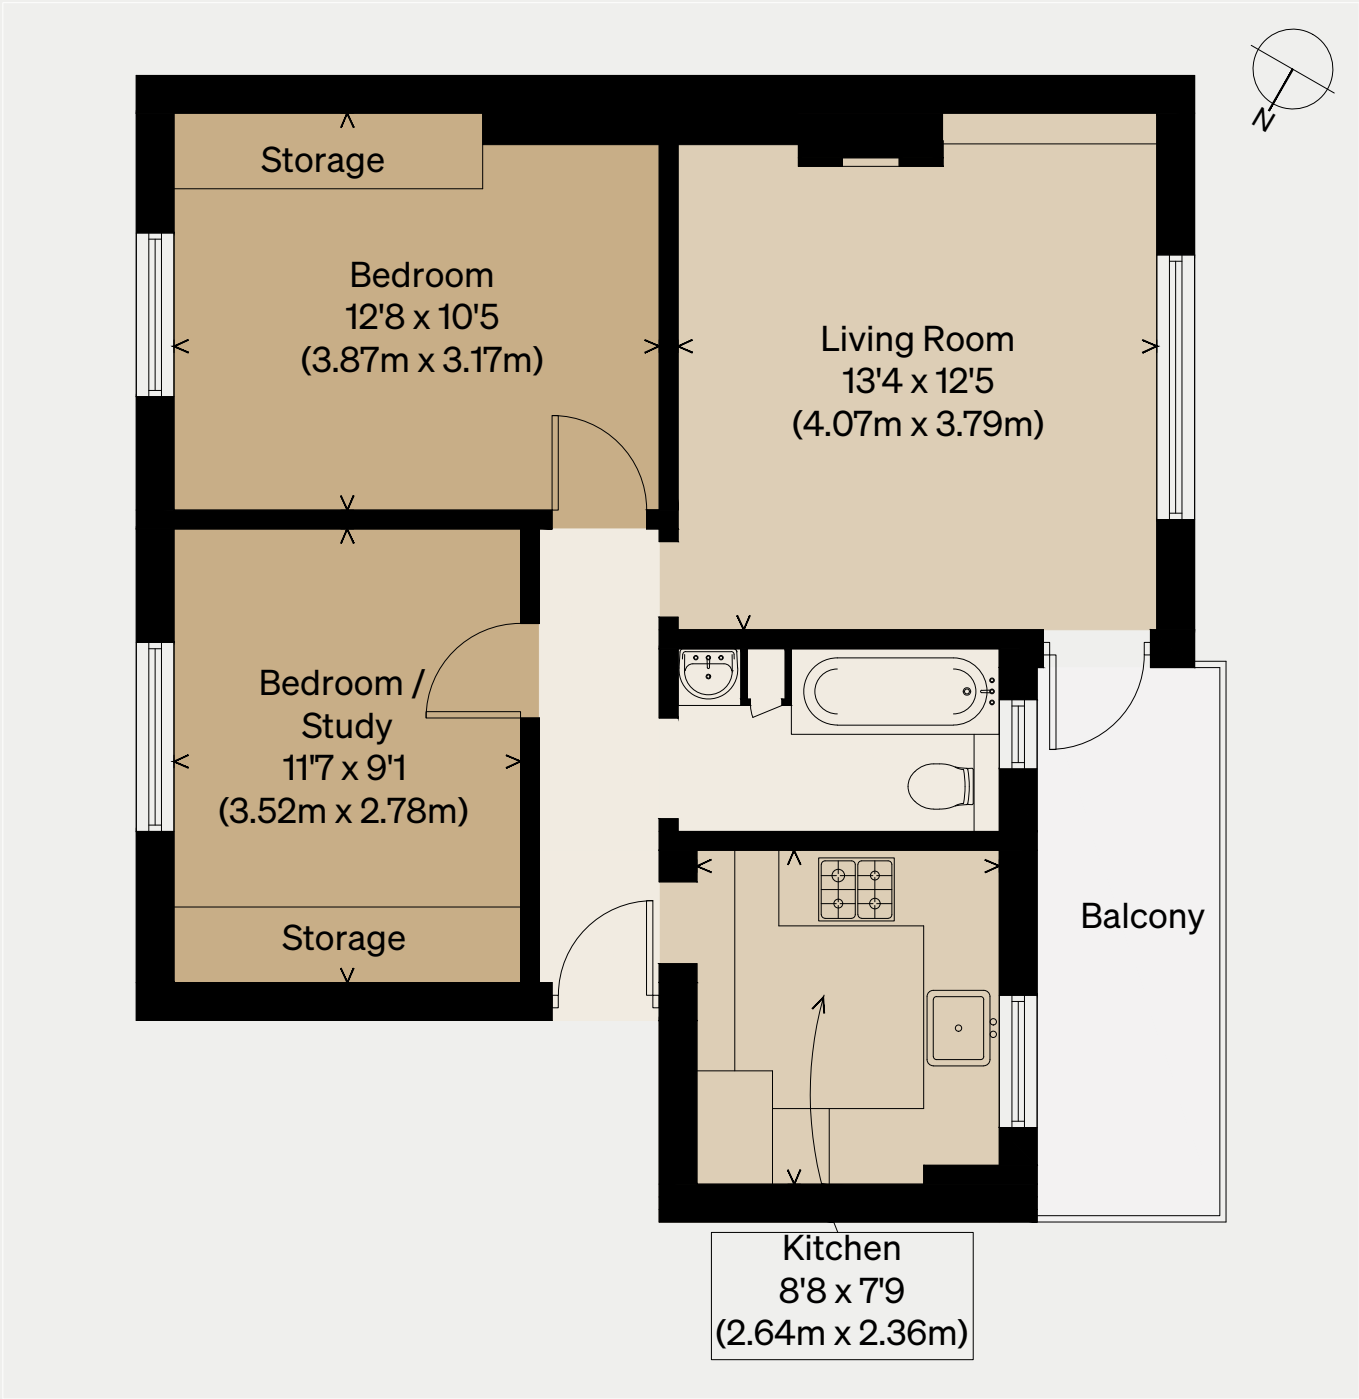 N
Storage
Bedroom
12'8 x 10'5
(3.87m x 3.17m)
Living Room
13'4 x 12'5
(4.07m x 3.79m)
Bedroom /
Study
11'7 x 9'1
(3.52m x 2.78m)
Storage
Balcony
Kitchen
8'8 x 7'9
(2.64m x 2.36m)